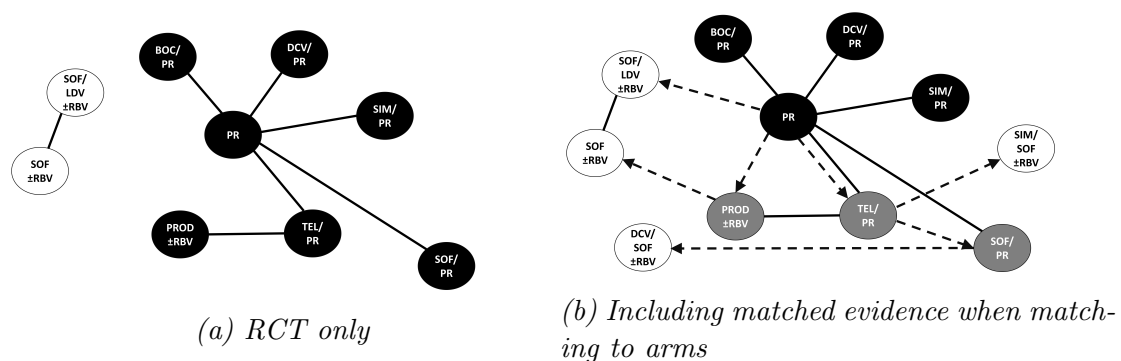 BOC/
PR
DCV/
PR
SOF/
LDV
±RBV
SIM/
PR
PR
SOF
±RBV
PROD
±RBV
TEL/
PR
SOF/
PR
(a) RCT only
BOC/
PR
DCV/
PR
SOF/
LDV
±RBV
SIM/
PR
PR
SOF
±RBV
SIM/
SOF
±RBV
PROD
±RBV
TEL/
PR
DCV/
SOF
±RBV
SOF/
PR
(b) Including matched evidence when match-
ing to arms